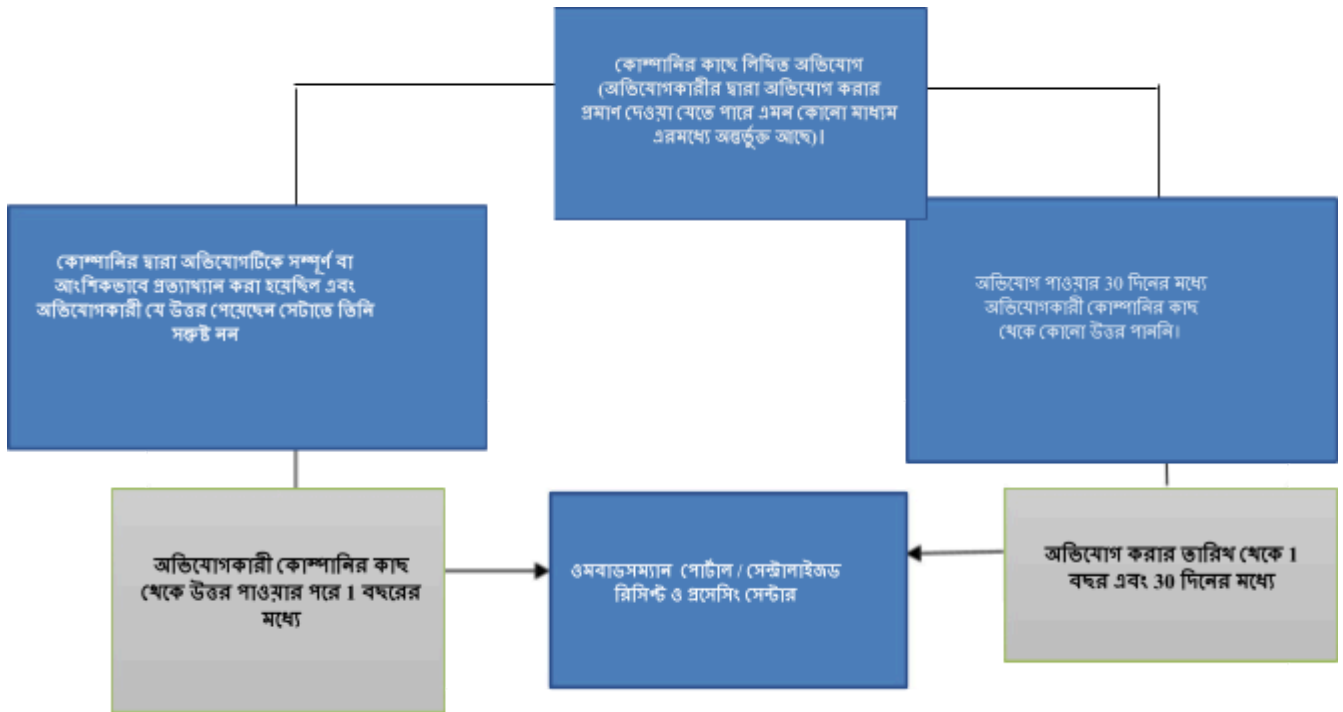 কোম্পানির কাছে লিখিত অভিযোগ
(অভিযোগকারীর দ্বারা অভিযোগ করার
প্রমাণ দেওয়া যেতে পারে এমন কোনো মাধ্যম
এরমধ্যে অন্তর্ভুক্ত আছে)।
কোম্পানির দ্বারা অভিযোগটিকে সম্পূর্ণ বা
আংশিকভাবে প্রত্যাখ্যান করা হয়েছিল এবং
অভিযোগকারী যে উত্তর পেয়েছেন সেটাতে তিনি
সন্তুষ্ট নন
অভিযোগ পাওয়ার 30 দিনের মধ্যে
অভিযোগকারী কোম্পানির কাছ
থেকে কোনো উত্তর পাননি।
অভিযোগকারী কোম্পানির কাছ
থেকে উত্তর পাওয়ার পরে 1 বছরের
মধ্যে
ওমবাডসম্যান পোর্টাল / সেন্ট্রালাইজড
রিসিপ্ট ও প্রসেসিং সেন্টার
অভিযোগ করার তারিখ থেকে 1
বছর এবং 30 দিনের মধ্যে